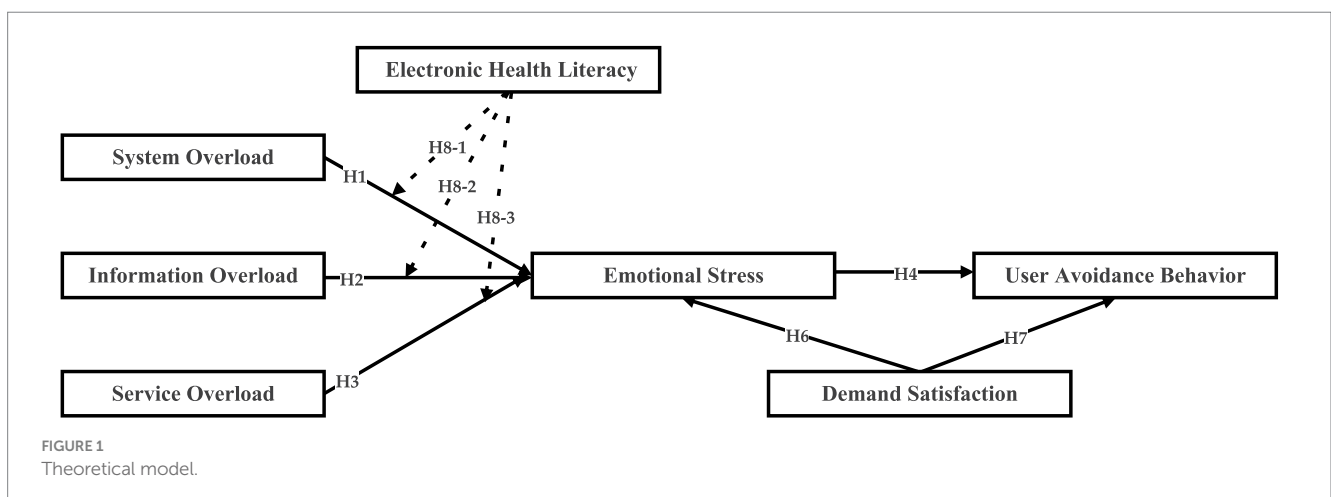 Electronic Health Literacy
System Overload
H8-1
H1
H8-2
H8-3
Information Overload
H2
Emotional Stress
H4
User Avoidance Behavior
H6
H7
Service Overload
H3
Demand Satisfaction
FIGURE 1
Theoretical model.